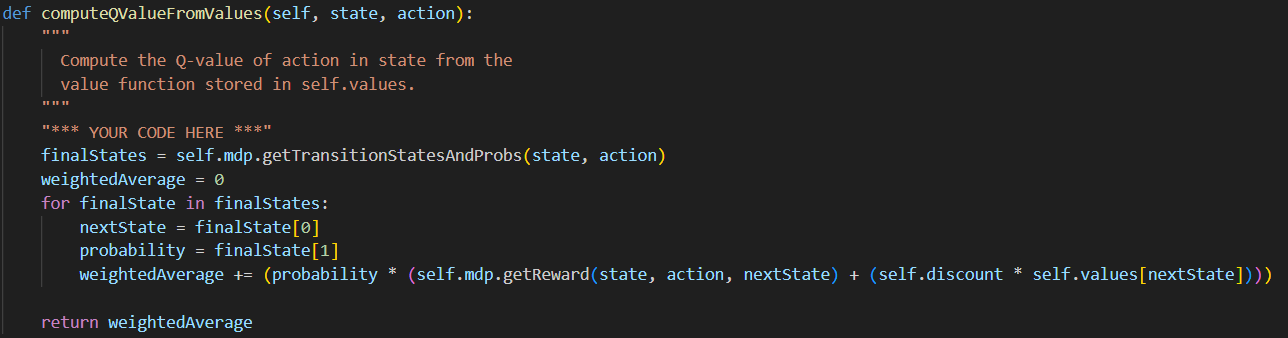 def computeQValueFromValues(self, state, action):
"""
Compute the Q-value of action in state from the
value function stored in self.values.
"""
"*** YOUR CODE HERE ***"
finalStates = self.mdp.getTransitionStatesAndProbs(state, action)
weightedAverage = 0
for finalState in finalStates:
nextState = finalState[0]
probability = finalState[1]
weightedAverage += (probability * (self.mdp.getReward(state, action, nextState) + (self.discount * self.values[nextState])))
return weightedAverage